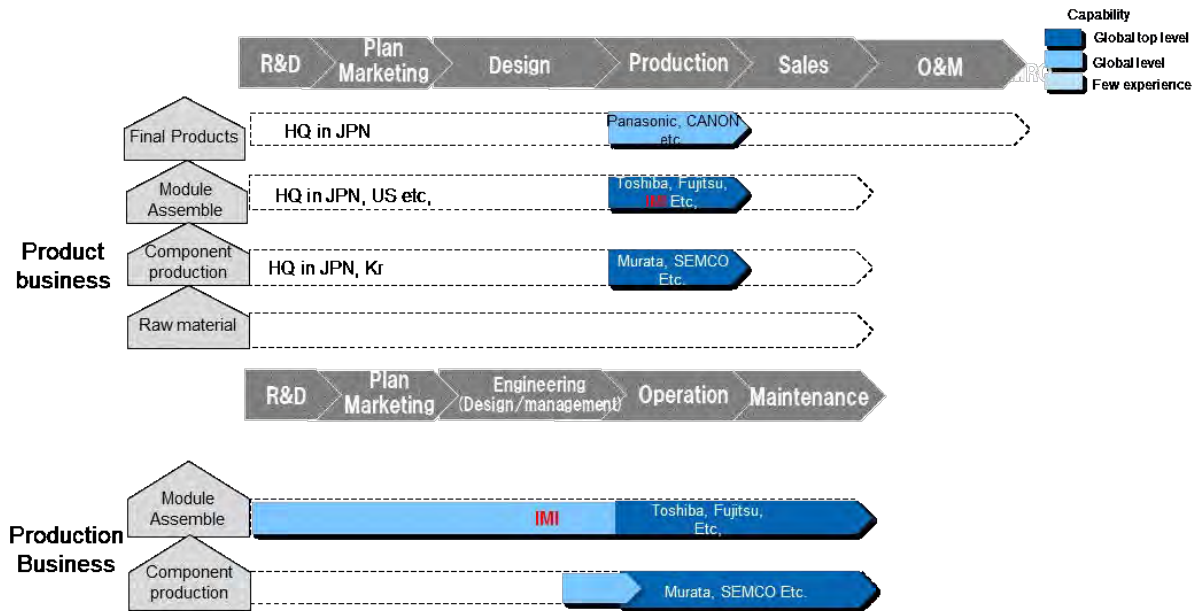 Capability
Global top level
Global level
Few experience
R&D
Plan
Marketing
Design
Production
Sales
O&M
Final Products
HQ in JPN
Panasonic, CANON
etc
Module
Assemble
HQ in JPN, US etc,
Toshiba, Fujitsu,
IMI Etc,
Product
business
Component
production
HQ in JPN, Kr
Murata, SEMCO
Etc.
Raw material
R&D
Plan
Marketing
Engineering
(Design/management)
Operation
Maintenance
Production
Business
Module
Assemble
IMI
Toshiba, Fujitsu,
Etc,
Component
production
Murata, SEMCO Etc.